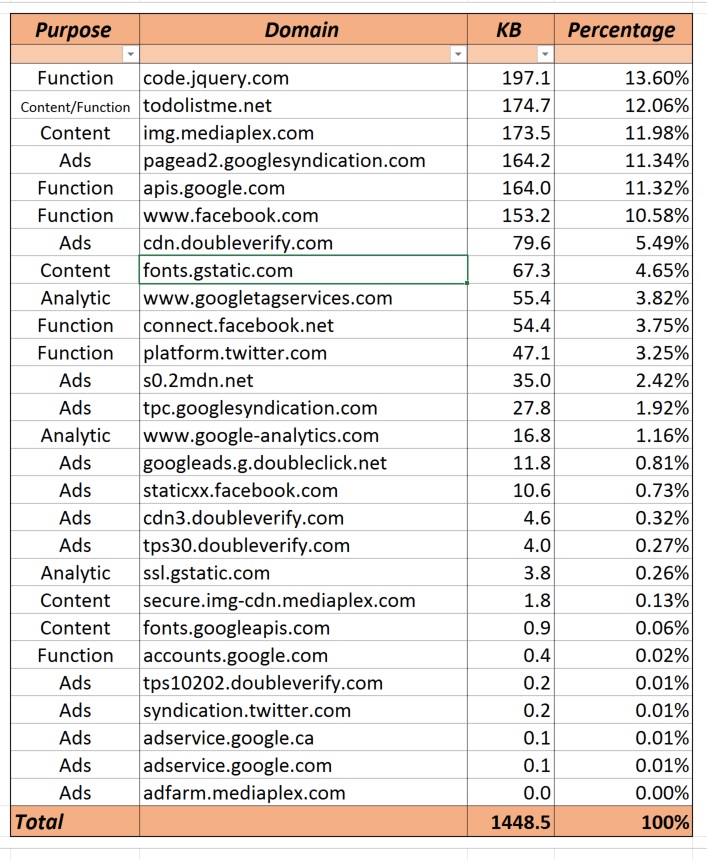 Purpose Domain KB Percentage
Function code.jquery.com 197.1 13.60%
Content/Function todolistme.net 174.7 12.06%
Content img.mediaplex.com 173.5 11.98%
Ads pagead2.googlesyndication.com 164.2 11.34%
Function apis.google.com 164.0 11.32%
Function www.facebook.com 153.2 10.58%
Ads cdn.doubleverify.com 79.6 5.49%
Content fonts.gstatic.com 67.3 4.65%
Analytic www.googletagservices.com 55.4 3.82%
Function connect.facebook.net 54.4 3.75%
Function platform.twitter.com 47.1 3.25%
Ads s0.2mdn.net 35.0 2.42%
Ads tpc.googlesyndication.com 27.8 1.92%
Analytic www.google-analytics.com 16.8 1.16%
Ads googleads.g.doubleclick.net 11.8 0.81%
Ads staticxx.facebook.com 10.6 0.73%
Ads cdn3.doubleverify.com 4.6 0.32%
Ads tps30.doubleverify.com 4.0 0.27%
Analytic ssl.gstatic.com 3.8 0.26%
Content secure.img-cdn.mediaplex.com 1.8 0.13%
Content fonts.googleapis.com 0.9 0.06%
Function accounts.google.com 0.4 0.02%
Ads tps10202.doubleverify.com 0.2 0.01%
Ads syndication.twitter.com 0.2 0.01%
Ads adservice.google.ca 0.1 0.01%
Ads adservice.google.com 0.1 0.01%
Ads adfarm.mediaplex.com 0.0 0.00%
Total 1448.5 100%